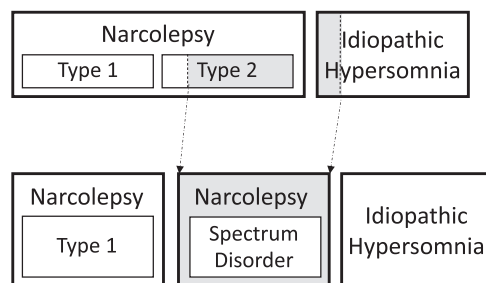 Narcolepsy
Type 1
Type 2
Idiopathic
Hypersomnia
Narcolepsy
Type 1
Narcolepsy
Spectrum
Disorder
Idiopathic
Hypersomnia